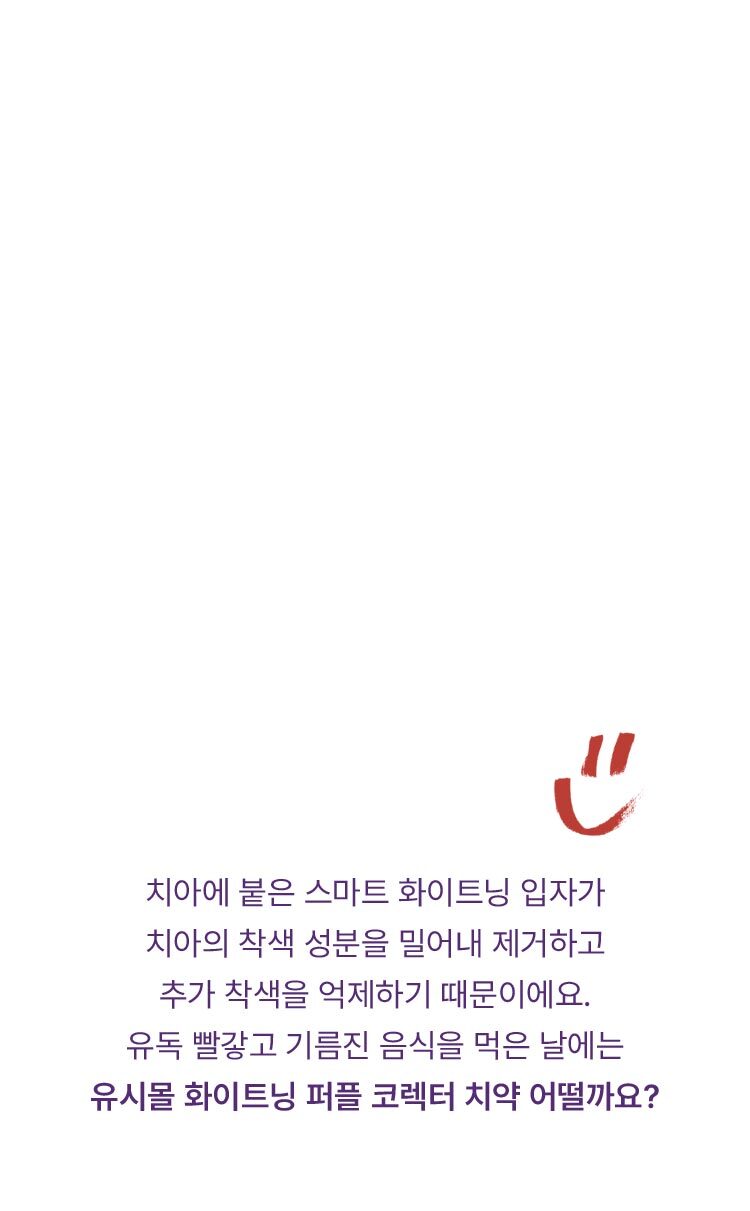 치아에 붙은 스마트 화이트닝 입자가
치아의 착색 성분을 밀어내 제거하고
추가 착색을 억제하기 때문이에요.
유독 빨갛고 기름진 음식을 먹은 날에는
유시몰 화이트닝 퍼플 코렉터 치약 어떨까요?